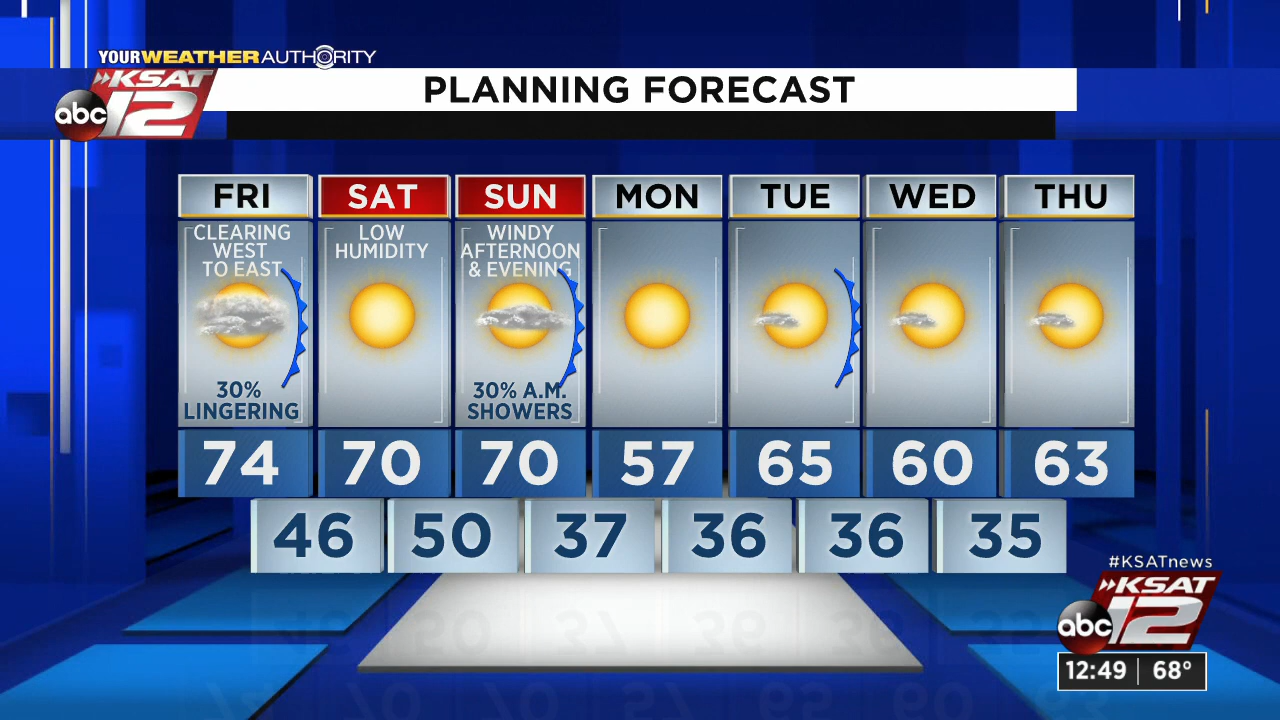 YOURWEATHERAUTHORITY
KSAT
abc 12
PLANNING FORECAST
FRI SAT SUN MON TUE WED THU
CLEARING
WEST
TO EAST
LOW
HUMIDITY
WINDY
AFTERNOON
& EVENING
30%
LINGERING
30% A.M.
SHOWERS
74 70 70 57 65 60 63
46 50 37 36 36 35
#KSATnews
KSAT
abc 12
12:49 68°